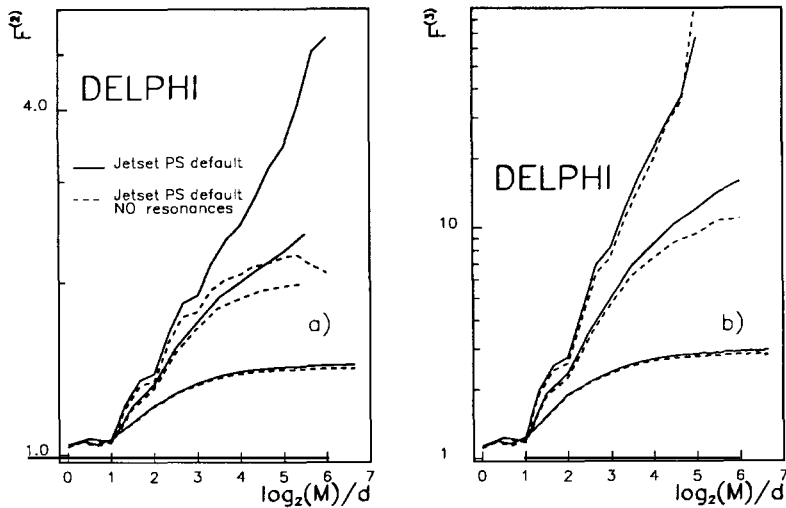 F(2)
DELPHI
4.0
Jetset PS default
Jetset PS default
NO resonances
a)
1.0
0 1 2 3 4 5 6 7
log₂(M)/d
F(3)
DELPHI
10
b)
1
0 1 2 3 4 5 6 7
log₂(M)/d